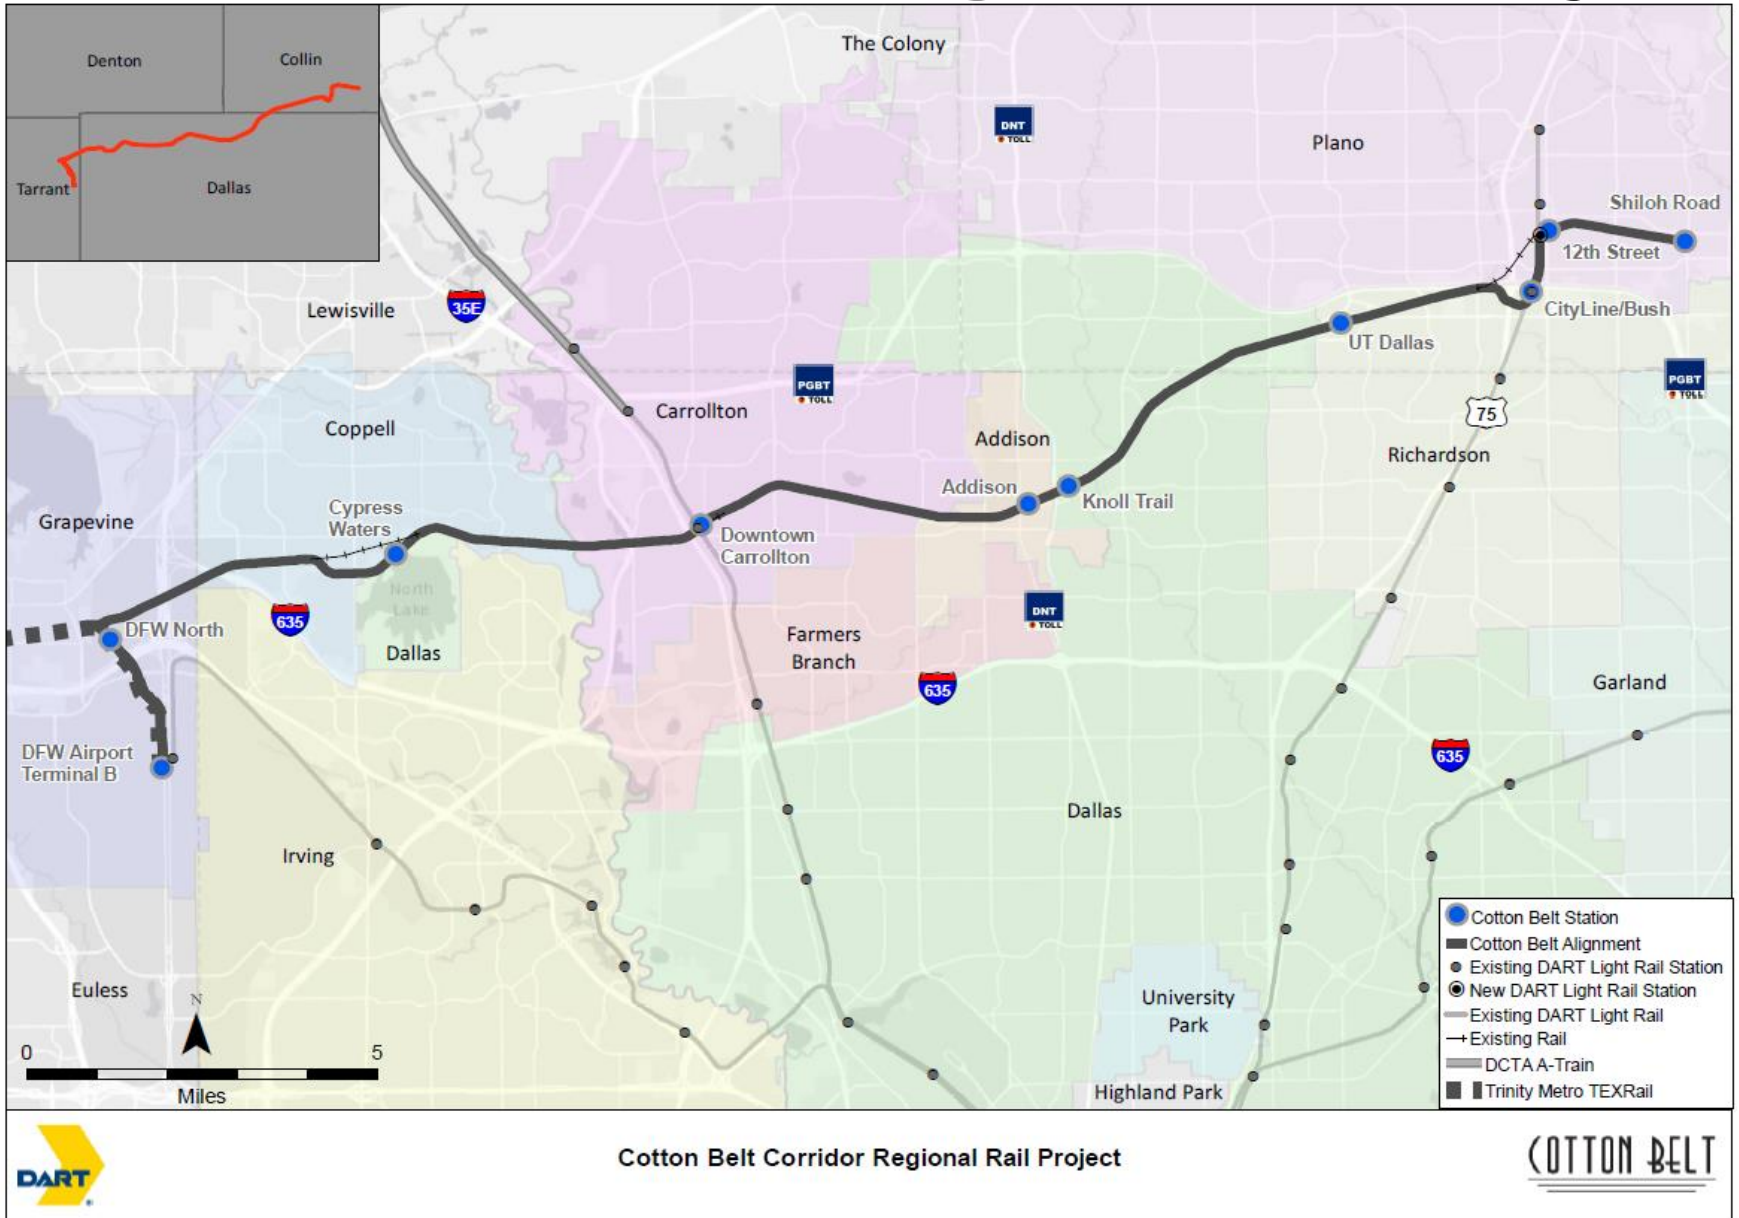 Denton
Collin
Tarrant
Dallas
The Colony
DNT
TOLL
Plano
Shiloh Road
12th Street
CityLine/Bush
UT Dallas
Lewisville
35E
PGBT
TOLL
PGBT
TOLL
Carrollton
75
Coppell
Addison
Richardson
Addison
Knoll Trail
Cypress
Waters
Grapevine
Downtown
Carrollton
North
Lake
635
DFW North
Dallas
Farmers
Branch
DNT
TOLL
635
Garland
DFW Airport
Terminal B
635
Dallas
Irving
Euless
University
Park
Highland Park
N
0
5
Miles
Cotton Belt Station
Cotton Belt Alignment
Existing DART Light Rail Station
New DART Light Rail Station
Existing DART Light Rail
Existing Rail
DCTA A-Train
Trinity Metro TEXRail
DART
Cotton Belt Corridor Regional Rail Project
COTTON BELT